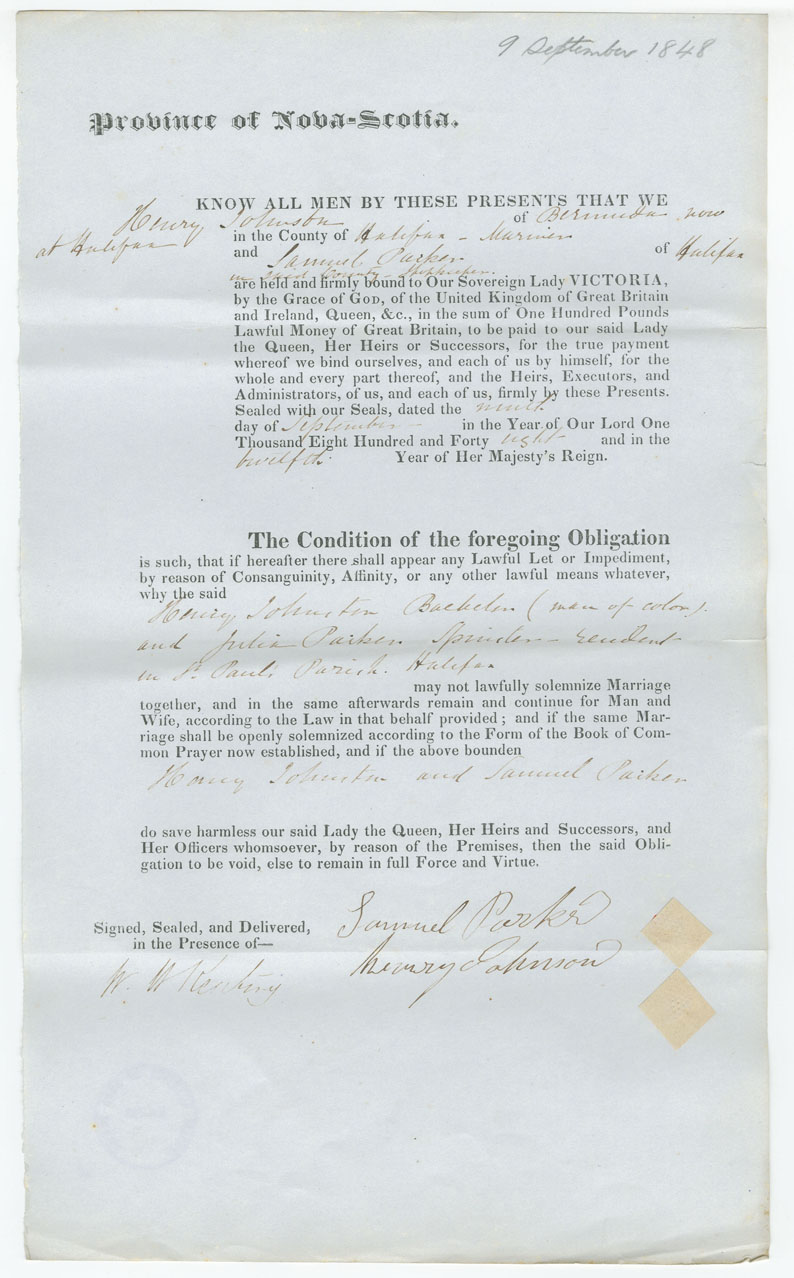 9 September 1848
Province of Nova-Scotia.
KNOW ALL MEN BY THESE PRESENTS THAT WE
Henry Johnston of Bermuda now
at Halifax in the County of Halifax - Mariner
and Samuel Parker of Halifax
in said County - Shopkeeper.
are held and firmly bound to Our Sovereign Lady VICTORIA,
by the Grace of GOD, of the United Kingdom of Great Britain
and Ireland, Queen, &c., in the sum of One Hundred Pounds
Lawful Money of Great Britain, to be paid to our said Lady
the Queen, Her Heirs or Successors, for the true payment
whereof we bind ourselves, and each of us by himself, for the
whole and every part thereof, and the Heirs, Executors, and
Administrators, of us, and each of us, firmly by these Presents.
Sealed with our Seals, dated the ninth
day of September - in the Year of Our Lord One
Thousand Eight Hundred and Forty eight and in the
twelfth Year of Her Majesty's Reign.
The Condition of the foregoing Obligation
is such, that if hereafter there shall appear any Lawful Let or Impediment,
by reason of Consanguinity, Affinity, or any other lawful means whatever,
why the said
Henry Johnston Bachelor (man of color)
and Julia Parker Spinster - resident
in St. Pauls Parish. Halifax
may not lawfully solemnize Marriage
together, and in the same afterwards remain and continue for Man and
Wife, according to the Law in that behalf provided; and if the same Mar-
riage shall be openly solemnized according to the Form of the Book of Com-
mon Prayer now established, and if the above bounden
Henry Johnston and Samuel Parker
do save harmless our said Lady the Queen, Her Heirs and Successors, and
Her Officers whomsoever, by reason of the Premises, then the said Obli-
gation to be void, else to remain in full Force and Virtue.
Signed, Sealed, and Delivered,
in the Presence of—
Samuel Parker
Henry Johnson
W. W Keating